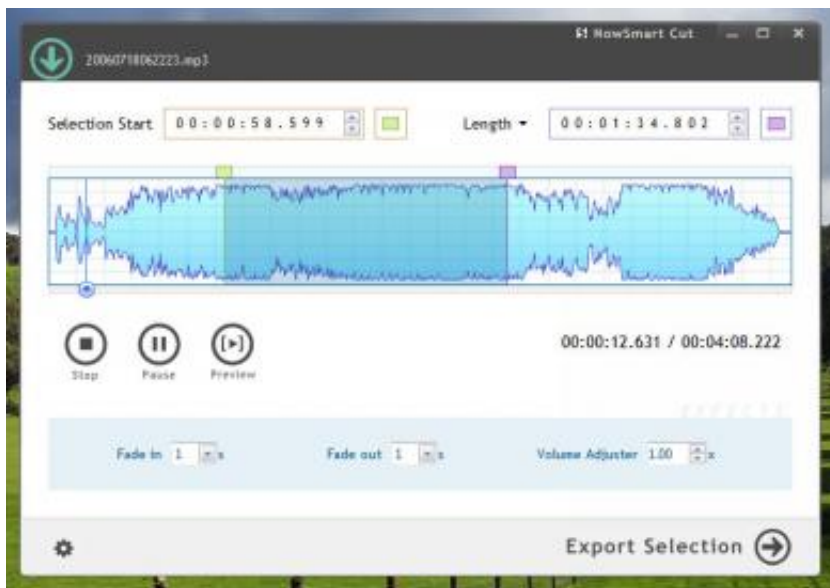 NowSmart Cut
20060718062223.mp3
Selection Start 00:00:58.599 Length 00:01:34.802
00:00:12.631 / 00:04:08.222
Stop Pause Preview
Fade in 1 s Fade out 1 s Volume Adjuster 1.00 x
Export Selection